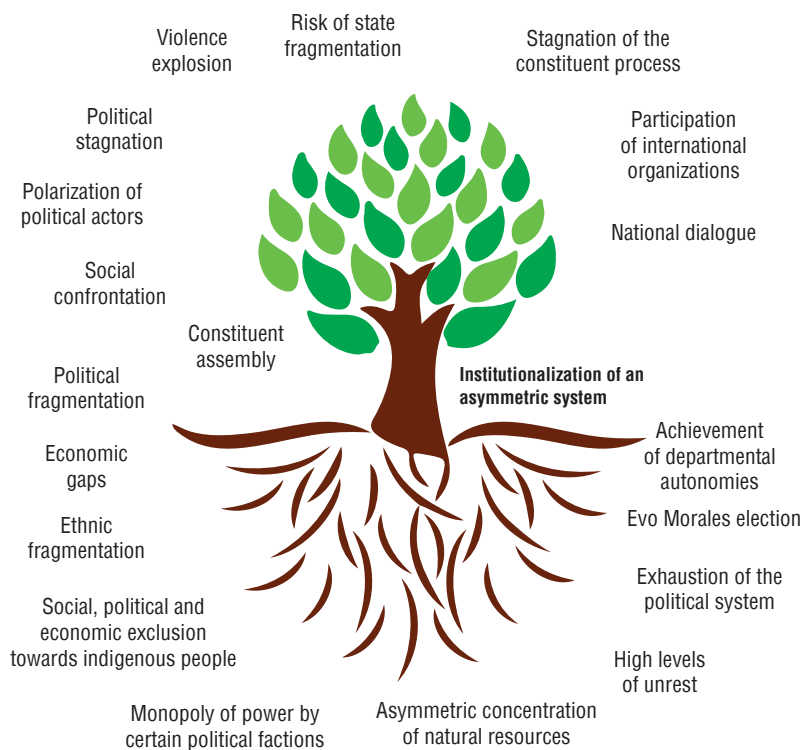 Risk of state
fragmentation
Violence
explosion
Stagnation of the
constituent process
Political
stagnation
Participation
of international
organizations
Polarization of
political actors
National dialogue
Social
confrontation
Constituent
assembly
Political
fragmentation
Institutionalization of an
asymmetric system
Economic
gaps
Achievement
of departmental
autonomies
Ethnic
fragmentation
Evo Morales election
Exhaustion of the
political system
Social, political and
economic exclusion
towards indigenous people
High levels
of unrest
Monopoly of power by
certain political factions
Asymmetric concentration
of natural resources